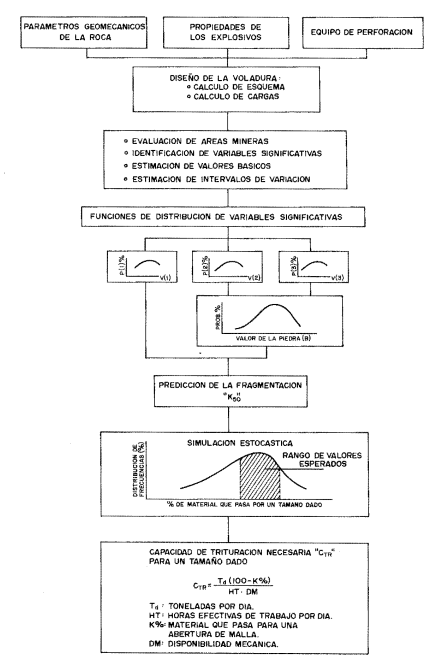 PARAMETROS GEOMECANICOS
DE LA ROCA
PROPIEDADES DE
LOS EXPLOSIVOS
EQUIPO DE PERFORACION
DISEÑO DE LA VOLADURA:
o CALCULO DE ESQUEMA
o CALCULO DE CARGAS
o EVALUACION DE AREAS MINERAS
o IDENTIFICACION DE VARIABLES SIGNIFICATIVAS
o ESTIMACION DE VALORES BASICOS
o ESTIMACION DE INTERVALOS DE VARIACION
FUNCIONES DE DISTRIBUCION DE VARIABLES SIGNIFICATIVAS
P(1)%
V(1)
P(2)%
V(2)
P(3)%
V(3)
PROB. %
VALOR DE LA PIEDRA (B)
PREDICCION DE LA FRAGMENTACION
"K50"
SIMULACION ESTOCASTICA
RANGO DE VALORES
ESPERADOS
DISTRIBUCION DE
FRECUENCIAS (%)
% DE MATERIAL QUE PASA POR UN TAMAÑO DADO
CAPACIDAD DE TRITURACION NECESARIA "CTR"
PARA UN TAMAÑO DADO
CTR = Td (100-K%) / HT · DM
Td : TONELADAS POR DIA.
HT: HORAS EFECTIVAS DE TRABAJO POR DIA.
K%: MATERIAL QUE PASA PARA UNA
ABERTURA DE MALLA.
DM: DISPONIBILIDAD MECANICA.